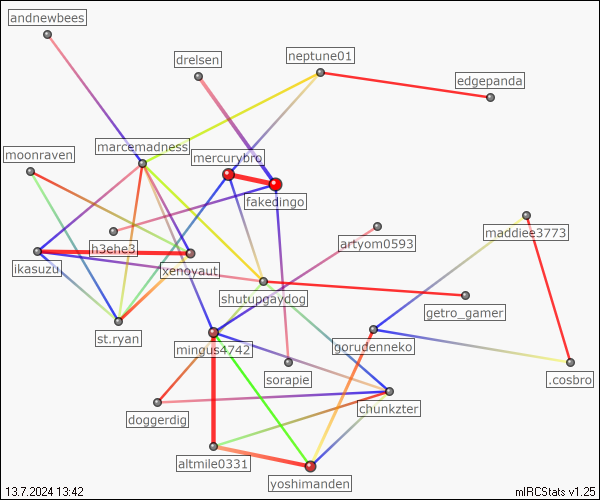 andnewbees
drelsen
neptune01
edgepanda
marcemadness
moonraven
mercurybro
fakedingo
maddiee3773
h3ehe3
artyom0593
ikasuzu
xenoyaut
shutupgaydog
getro_gamer
st.ryan
mingus4742
gorudenneko
sorapie
.cosbro
chunkzter
doggerdig
altmile0331
yoshimanden
13.7.2024 13:42
mIRCStats v1.25